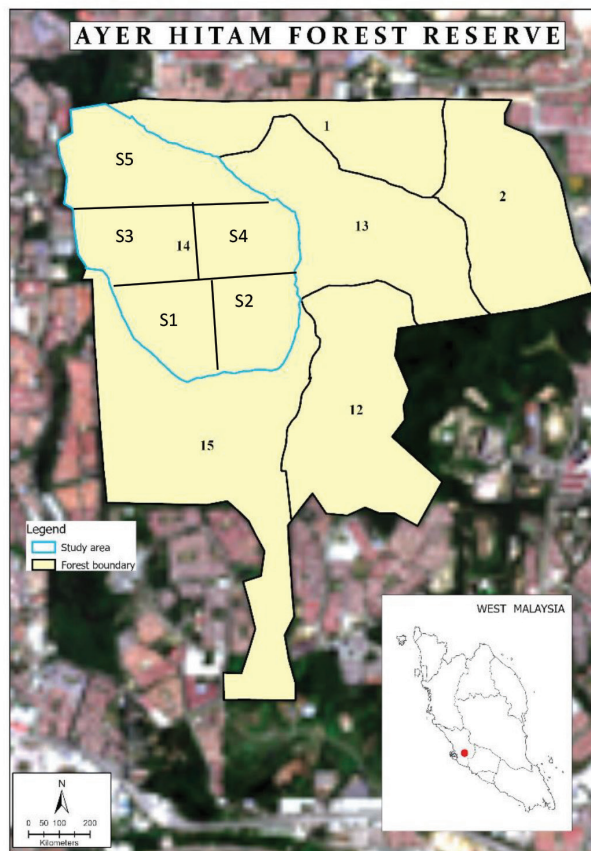 AYER HITAM FOREST RESERVE
1
S5
2
13
S3
14
S4
S1
S2
12
15
Legend
Study area
Forest boundary
WEST MALAYSIA
N
0 50 100 200
Kilometers